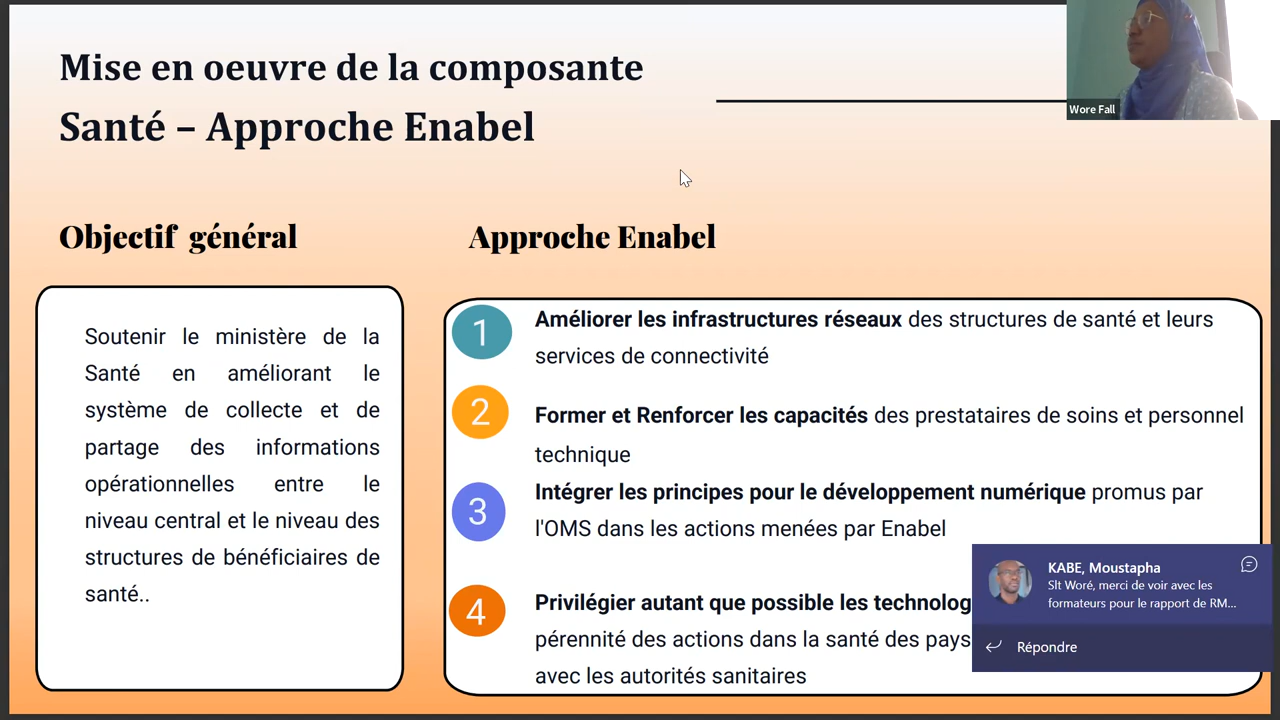 Mise en oeuvre de la composante
Santé – Approche Enabel
Wore Fall
Objectif général
Soutenir le ministère de la
Santé en améliorant le
système de collecte et de
partage des informations
opérationnelles entre le
niveau central et le niveau des
structures de bénéficiaires de
santé..
Approche Enabel
1
Améliorer les infrastructures réseaux des structures de santé et leurs
services de connectivité
2
Former et Renforcer les capacités des prestataires de soins et personnel
technique
3
Intégrer les principes pour le développement numérique promus par
l'OMS dans les actions menées par Enabel
4
Privilégier autant que possible les
pérennité des actions dans la santé des pays
avec les autorités sanitaires
KABE, Moustapha
Slt Woré, merci de voir avec les
formateurs pour le rapport de RM...
Répondre